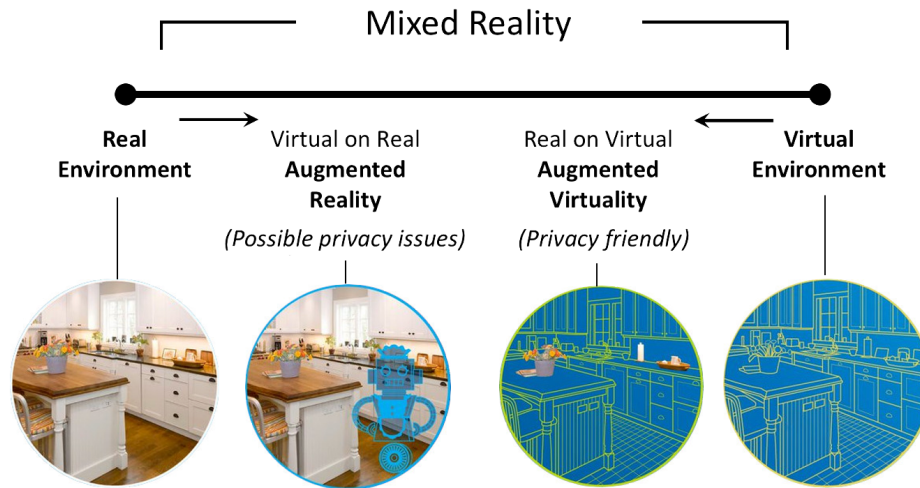 Mixed Reality
Real
Environment
Virtual on Real
Augmented
Reality
(Possible privacy issues)
Real on Virtual
Augmented
Virtuality
(Privacy friendly)
Virtual
Environment